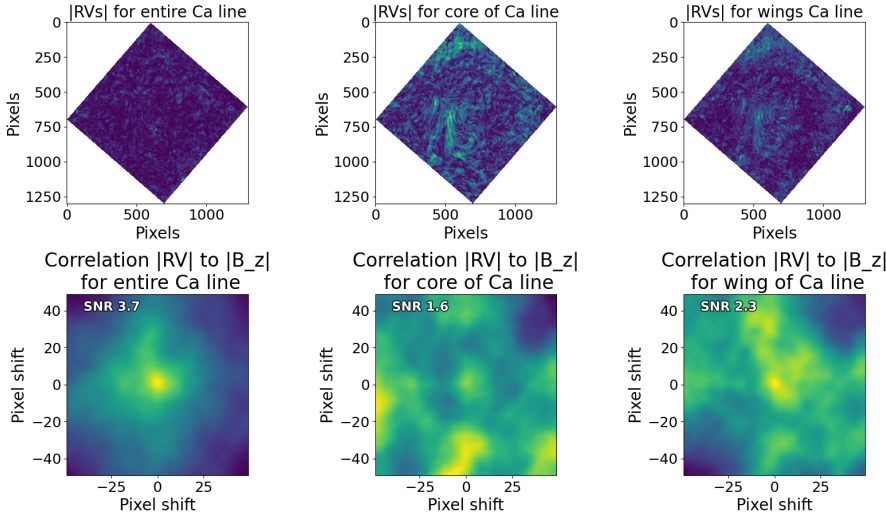 |RVs| for entire Ca line
|RVs| for core of Ca line
|RVs| for wings Ca line
0
250
500
750
1000
1250
Pixels
0
500
1000
Pixels
0
250
500
750
1000
1250
Pixels
0
500
1000
Pixels
0
250
500
750
1000
1250
Pixels
0
500
1000
Pixels
Correlation |RV| to |B_z|
for entire Ca line
SNR 3.7
40
20
0
−20
−40
Pixel shift
−25
0
25
Pixel shift
Correlation |RV| to |B_z|
for core of Ca line
SNR 1.6
40
20
0
−20
−40
Pixel shift
−25
0
25
Pixel shift
Correlation |RV| to |B_z|
for wing of Ca line
SNR 2.3
40
20
0
−20
−40
Pixel shift
−25
0
25
Pixel shift